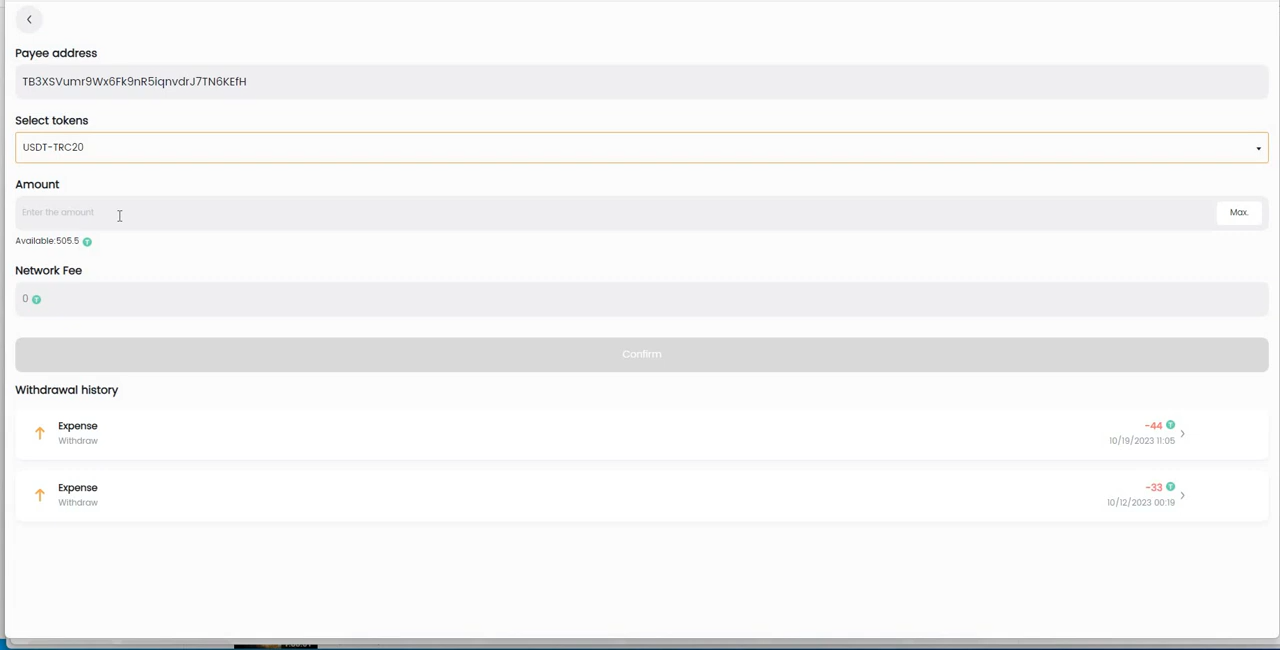 Payee address
TB3XSVumr9Wx6Fk9nR5iqnvdrJ7TN6KEfH
Select tokens
USDT-TRC20
Amount
Enter the amount
Max.
Available:505.5
Network Fee
0
Confirm
Withdrawal history
Expense
-44
Withdraw
10/19/2023 11:05
Expense
-33
Withdraw
10/12/2023 00:19